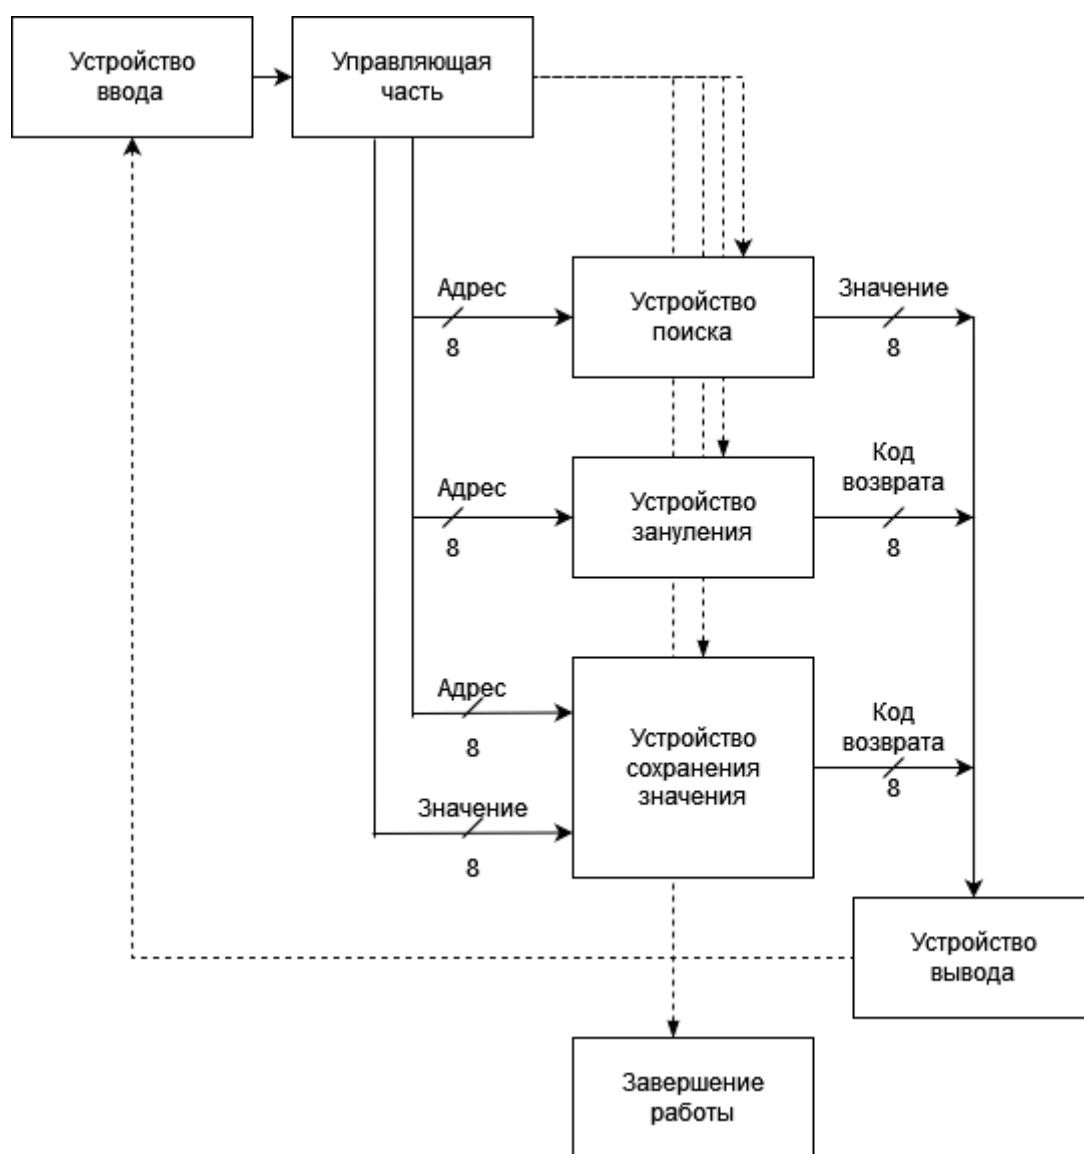 Устройство
ввода
Управляющая
часть
Адрес
8
Устройство
поиска
Значение
8
Адрес
8
Устройство
зануления
Код
возврата
8
Адрес
8
Значение
8
Устройство
сохранения
значения
Код
возврата
8
Устройство
вывода
Завершение
работы